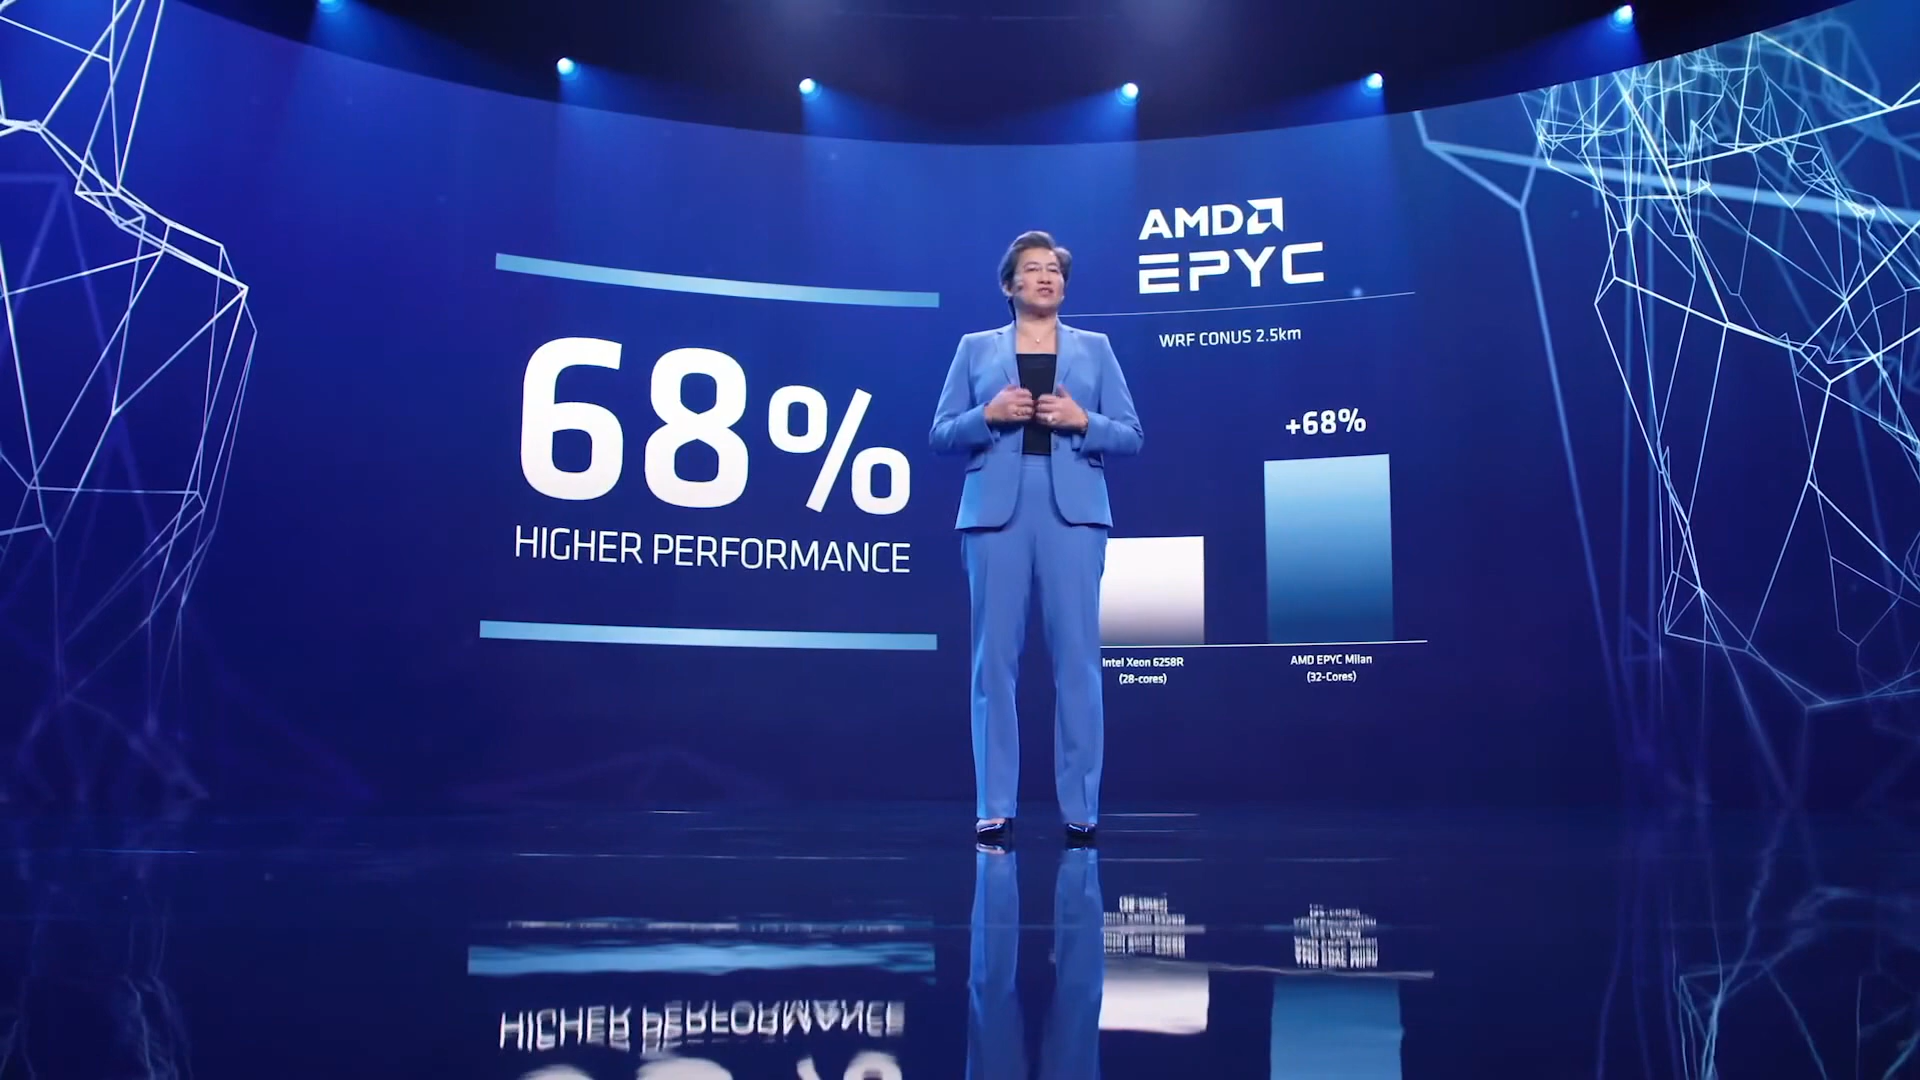 68%
HIGHER PERFORMANCE
AMD
EPYC
WRF CONUS 2.5km
+68%
Intel Xeon 6258R
(28-cores)
AMD EPYC Milan
(32-Cores)